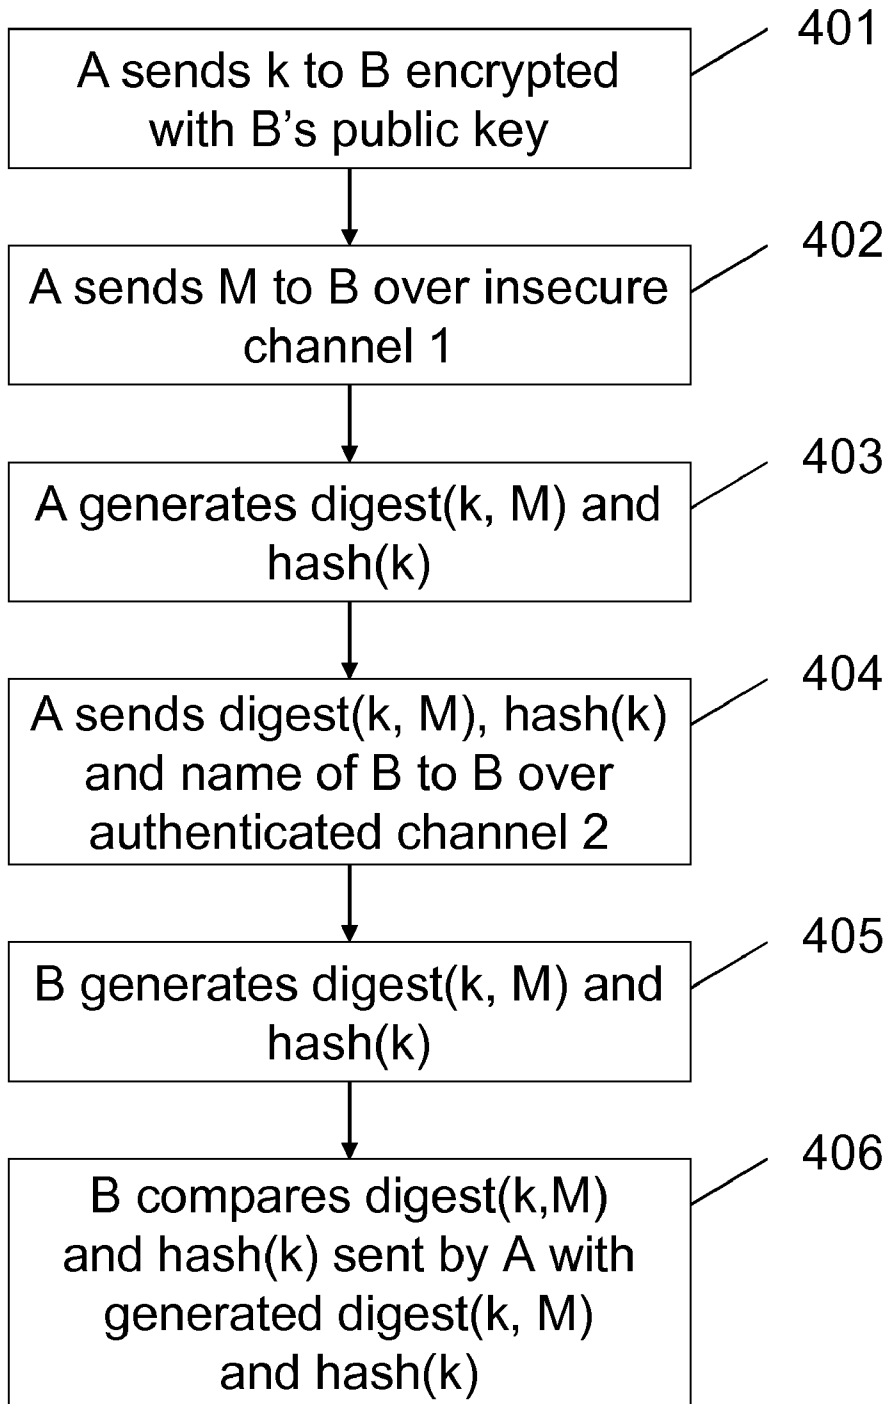 401
A sends k to B encrypted
with B's public key
402
A sends M to B over insecure
channel 1
403
A generates digest(k, M) and
hash(k)
404
A sends digest(k, M), hash(k)
and name of B to B over
authenticated channel 2
405
B generates digest(k, M) and
hash(k)
406
B compares digest(k,M)
and hash(k) sent by A with
generated digest(k, M)
and hash(k)